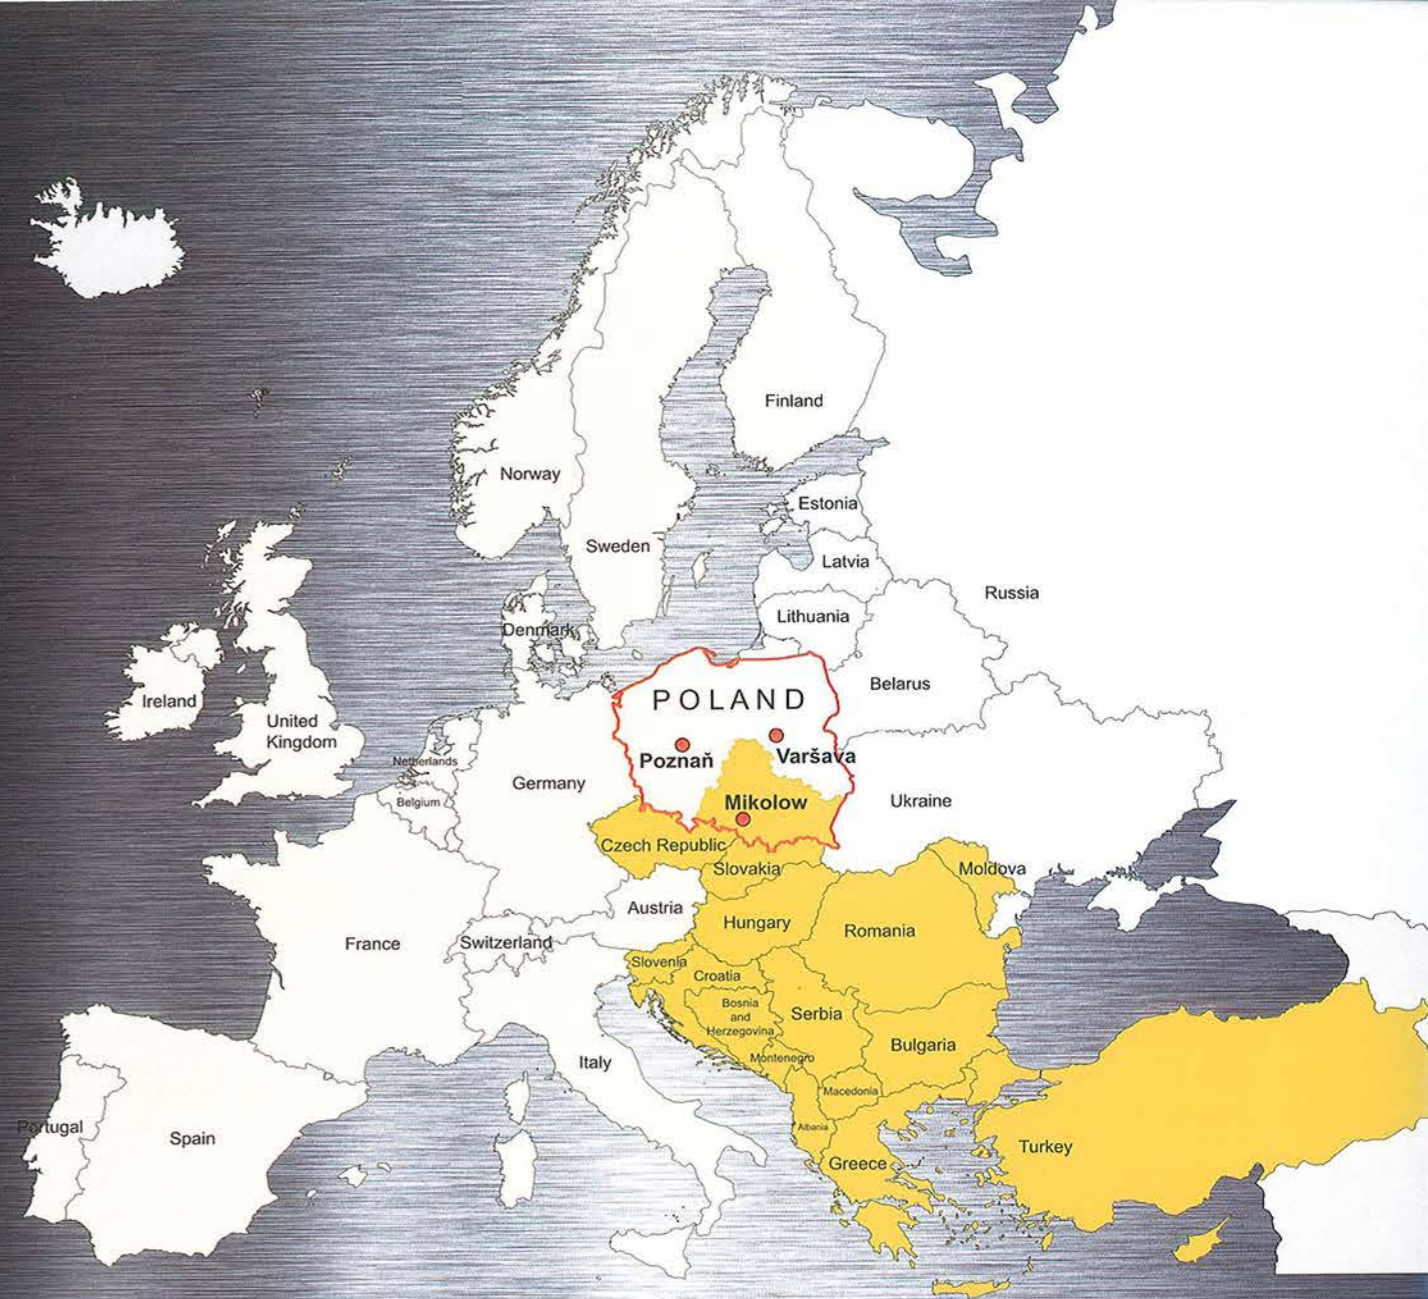 Finland
Norway
Estonia
Sweden
Latvia
Russia
Lithuania
Denmark
Belarus
POLAND
Ireland
United
Kingdom
Poznaň
Varšava
Netherlands
Germany
Belgium
Mikolow
Ukraine
Czech Republic
Slovakia
Moldova
Austria
Hungary
Romania
France
Switzerland
Slovenia
Croatia
Bosnia
and
Herzegovina
Serbia
Bulgaria
Montenegro
Italy
Macedonia
Portugal
Spain
Albania
Greece
Turkey